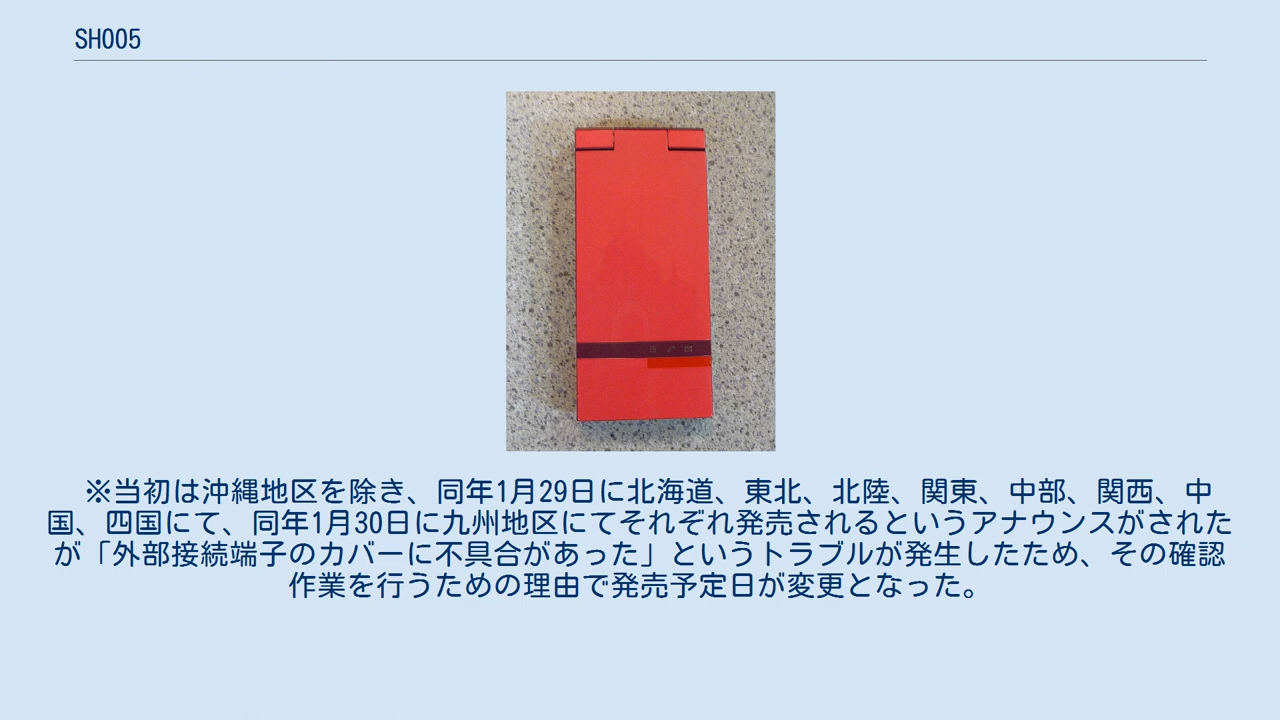 SH005
※当初は沖縄地区を除き、同年1月29日に北海道、東北、北陸、関東、中部、関西、中
国、四国にて、同年1月30日に九州地区にてそれぞれ発売されるというアナウンスがされた
が「外部接続端子のカバーに不具合があった」というトラブルが発生したため、その確認
作業を行うための理由で発売予定日が変更となった。